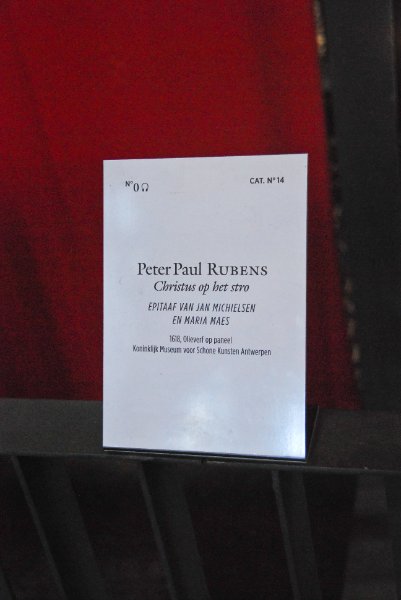 N° 0 Ω
CAT. N° 14
Peter Paul RUBENS
Christus op het stro
EPITAAF VAN JAN MICHIELSEN
EN MARIA MAES
1618, Olieverf op paneel
Koninklijk Museum voor Schone Kunsten Antwerpen